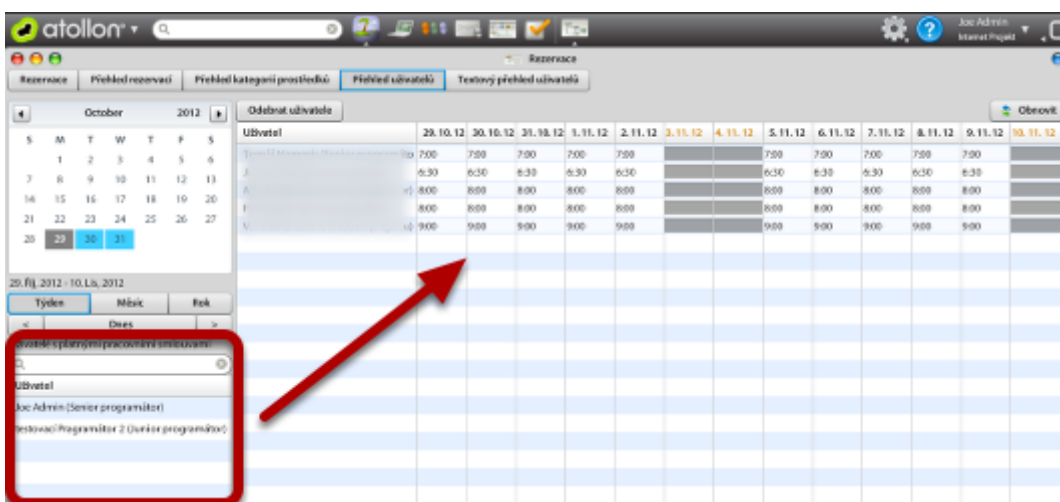 atollon
Joe Admin
Internet Projekt
Rezervace
Rezervace Přehled rezervací Přehled kategorií prostředků Přehled uživatelů Textový přehled uživatelů
October 2012 Odebrat uživatele Obnovit
Uživatel 29. 10. 12 30. 10. 12 31. 10. 12 1. 11. 12 2. 11. 12 3. 11. 12 4. 11. 12 5. 11. 12 6. 11. 12 7. 11. 12 8. 11. 12 9. 11. 12 10. 11. 12
S M T W T F S
7:00 7:00 7:00 7:00 7:00 7:00 7:00 7:00 7:00 7:00
1 2 3 4 5 6
6:30 6:30 6:30 6:30 6:30 6:30 6:30 6:30 6:30 6:30
7 8 9 10 11 12 13
8:00 8:00 8:00 8:00 8:00 8:00 8:00 8:00 8:00 8:00
14 15 16 17 18 19 20
8:00 8:00 8:00 8:00 8:00 8:00 8:00 8:00 8:00 8:00
21 22 23 24 25 26 27
9:00 9:00 9:00 9:00 9:00 9:00 9:00 9:00 9:00 9:00
28 29 30 31
29. Říj, 2012 - 10. Lis, 2012
Týden Měsíc Rok
< Dnes >
s platnými pracovními smlouvami
Uživatel
Joe Admin (Senior programátor)
Testovací Programátor 2 (Junior programátor)